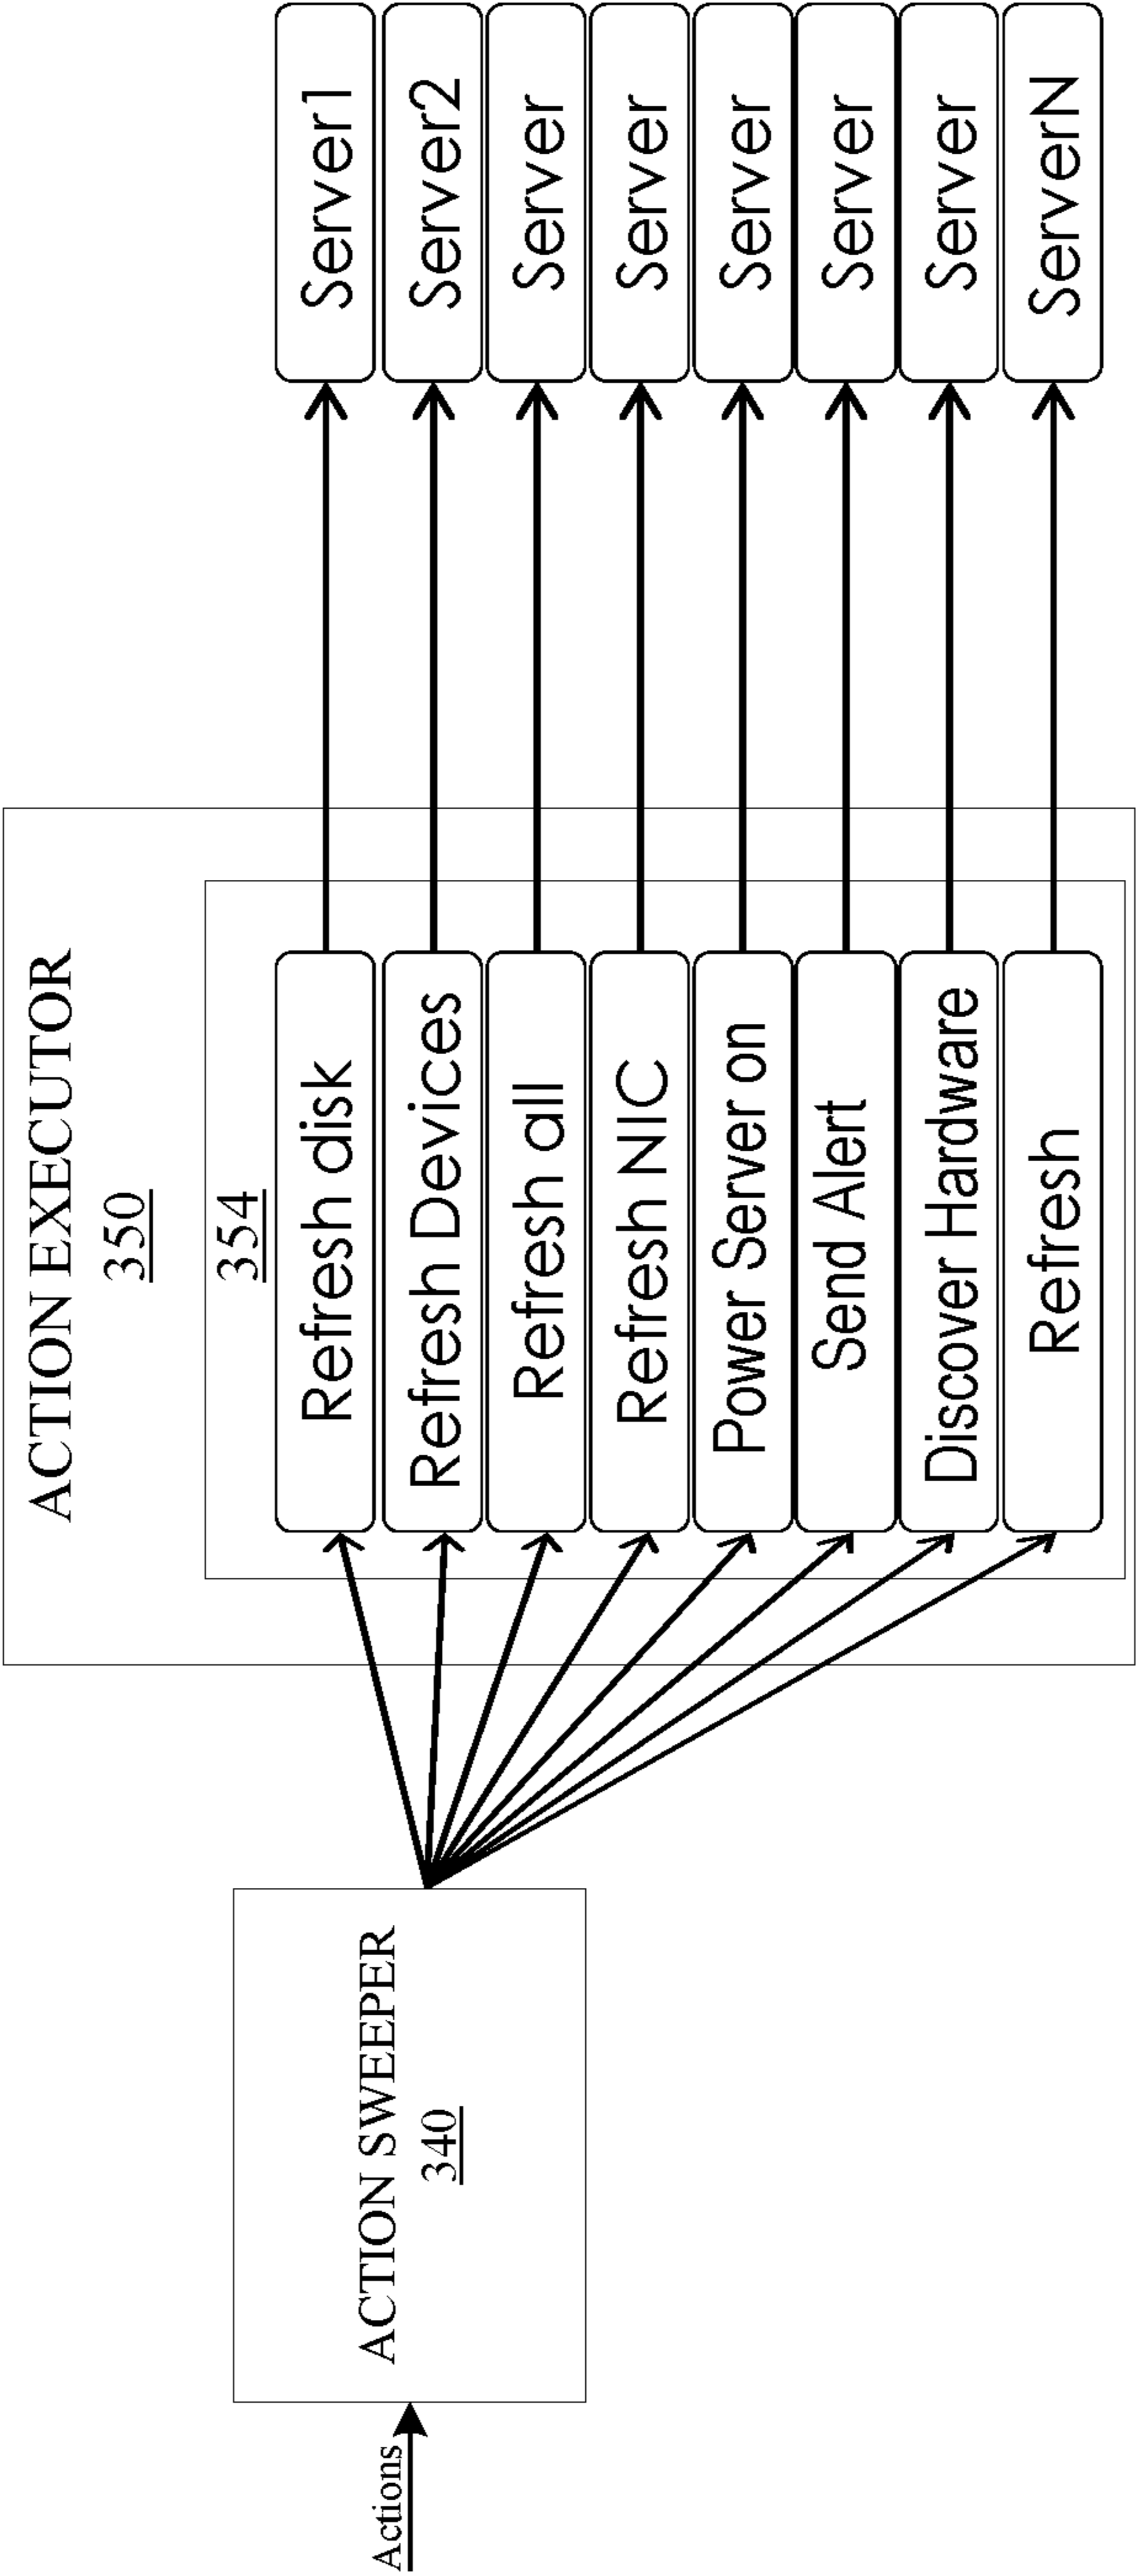 Actions
ACTION SWEEPER
340
ACTION EXECUTOR
350
354
Refresh disk
Refresh Devices
Refresh all
Refresh NIC
Power Server on
Send Alert
Discover Hardware
Refresh
Server1
Server2
Server
Server
Server
Server
Server
ServerN